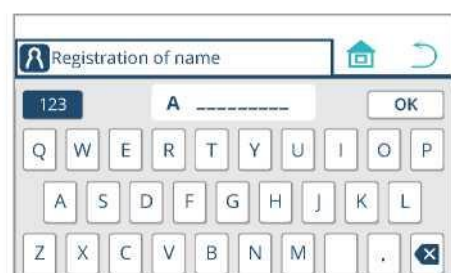 Registration of name
123 A _________ OK
Q W E R T Y U I O P
A S D F G H J K L
Z X C V B N M .